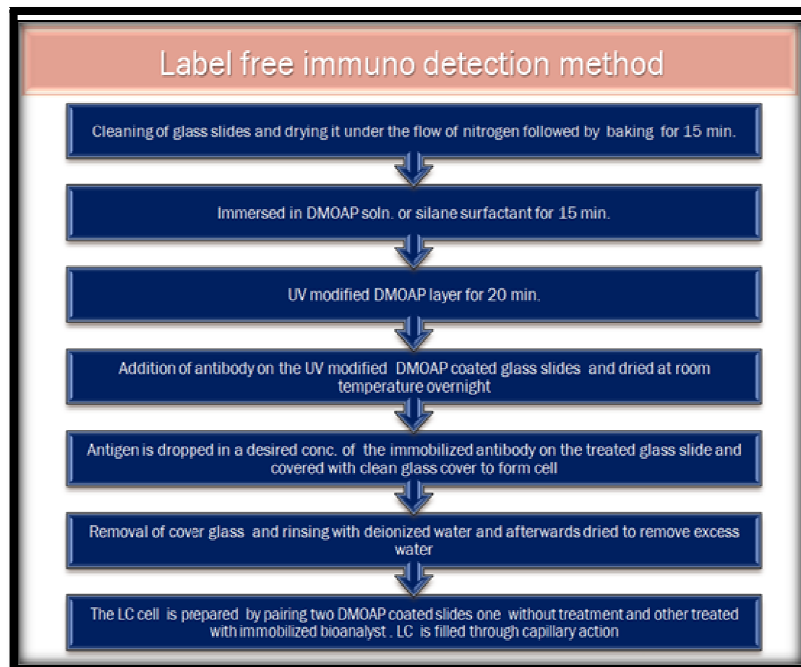 Label free immuno detection method
Cleaning of glass slides and drying it under the flow of nitrogen followed by baking for 15 min.
Immersed in DMOAP soln. or silane surfactant for 15 min.
UV modified DMOAP layer for 20 min.
Addition of antibody on the UV modified DMOAP coated glass slides and dried at room
temperature overnight
Antigen is dropped in a desired conc. of the immobilized antibody on the treated glass slide and
covered with clean glass cover to form cell
Removal of cover glass and rinsing with deionized water and afterwards dried to remove excess
water
The LC cell is prepared by pairing two DMOAP coated slides one without treatment and other treated
with immobilized bioanalyst . LC is filled through capillary action